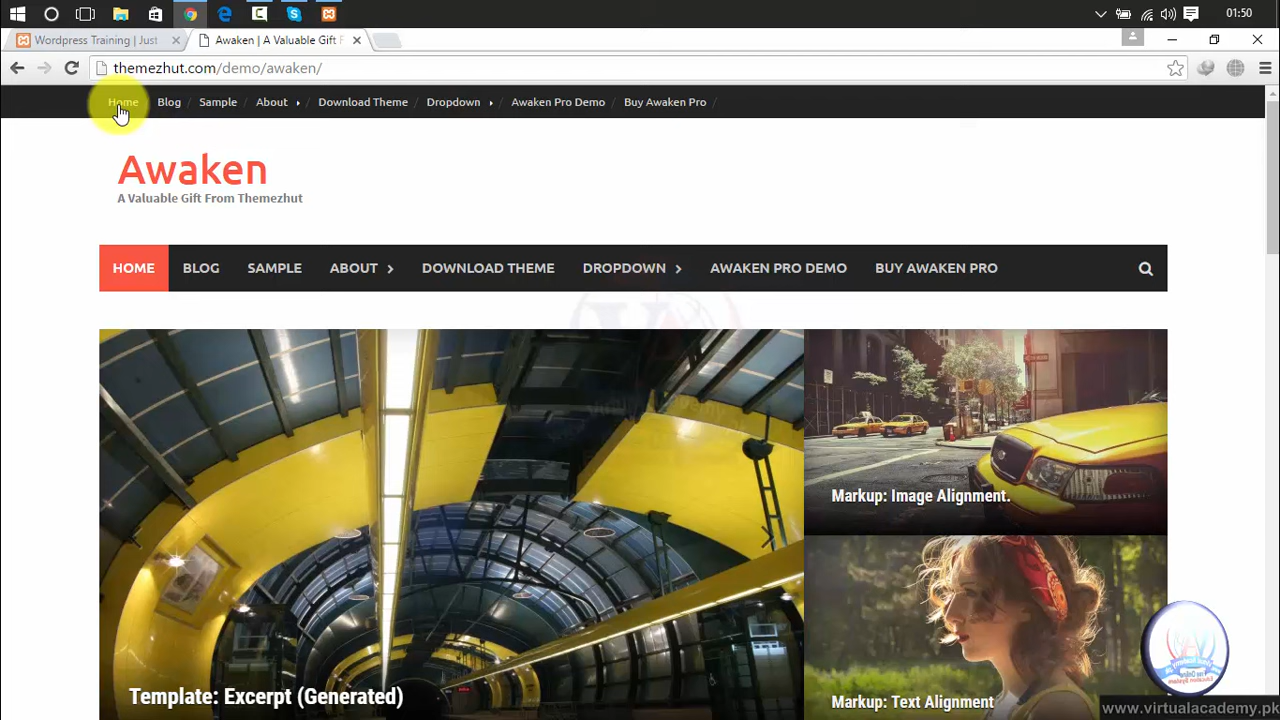 01:50
Wordpress Training | Just
Awaken | A Valuable Gift F
themezhut.com/demo/awaken/
Home / Blog / Sample / About / Download Theme / Dropdown / Awaken Pro Demo / Buy Awaken Pro /
Awaken
A Valuable Gift From Themezhut
HOME BLOG SAMPLE ABOUT DOWNLOAD THEME DROPDOWN AWAKEN PRO DEMO BUY AWAKEN PRO
Markup: Image Alignment.
Template: Excerpt (Generated)
Markup: Text Alignment
www.virtualacademy.pk